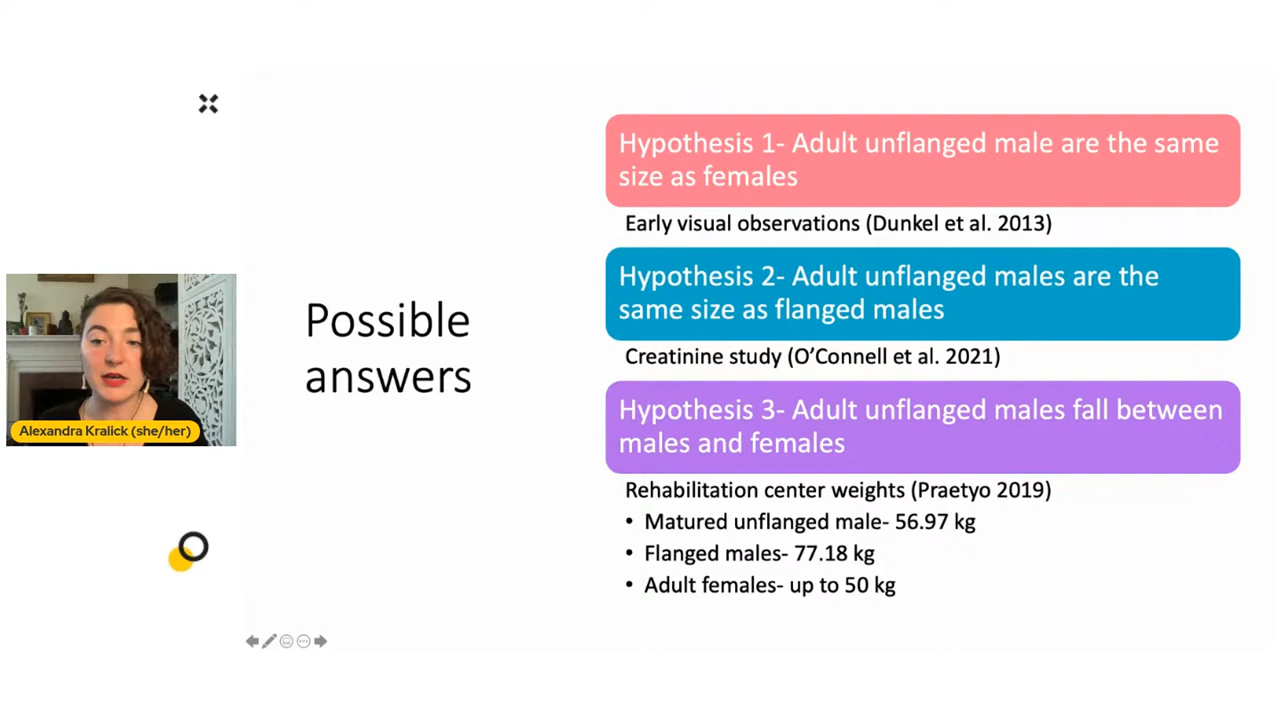 Possible
answers
Hypothesis 1- Adult unflanged male are the same
size as females
Early visual observations (Dunkel et al. 2013)
Hypothesis 2- Adult unflanged males are the
same size as flanged males
Creatinine study (O’Connell et al. 2021)
Hypothesis 3- Adult unflanged males fall between
males and females
Rehabilitation center weights (Praetyo 2019)
• Matured unflanged male- 56.97 kg
• Flanged males- 77.18 kg
• Adult females- up to 50 kg
Alexandra Kralick (she/her)